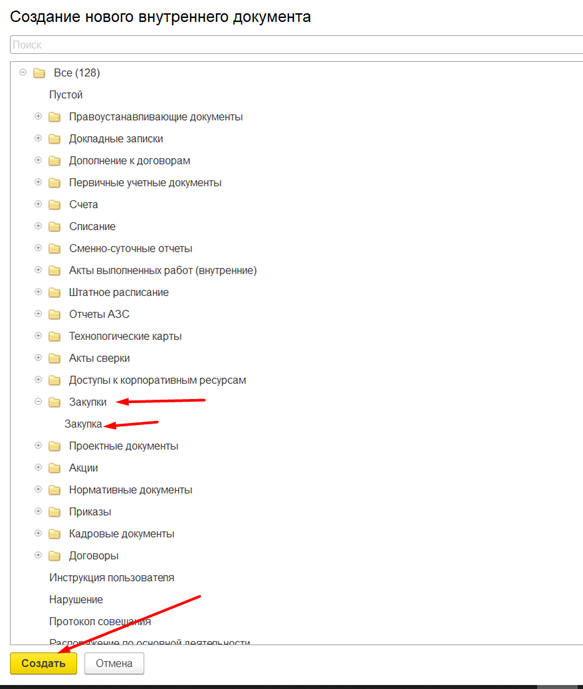 Создание нового внутреннего документа
Поиск
Все (128)
Пустой
Правоустанавливающие документы
Докладные записки
Дополнение к договорам
Первичные учетные документы
Счета
Списание
Сменно-суточные отчеты
Акты выполненных работ (внутренние)
Штатное расписание
Отчеты АЗС
Технологические карты
Акты сверки
Доступы к корпоративным ресурсам
Закупки
Закупка
Проектные документы
Акции
Нормативные документы
Приказы
Кадровые документы
Договоры
Инструкция пользователя
Нарушение
Протокол совещания
Распоряжение по основной деятельности
Создать Отмена